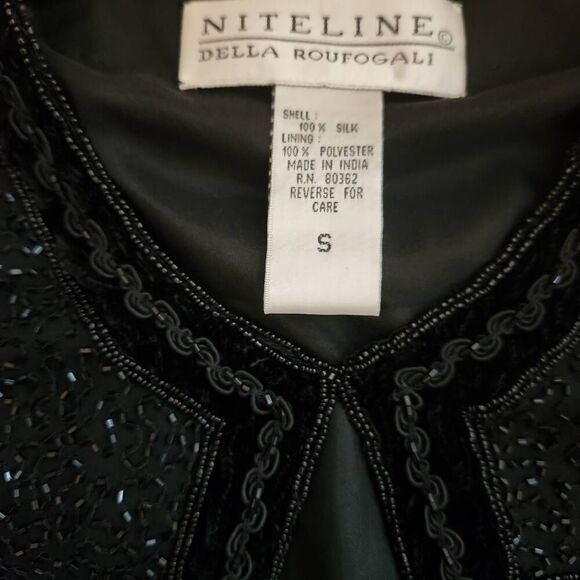 NITELINE©
DELLA ROUFOGALI
SHELL :
100 % SILK
LINING :
100 % POLYESTER
MADE IN INDIA
R.N. 80362
REVERSE FOR
CARE
S